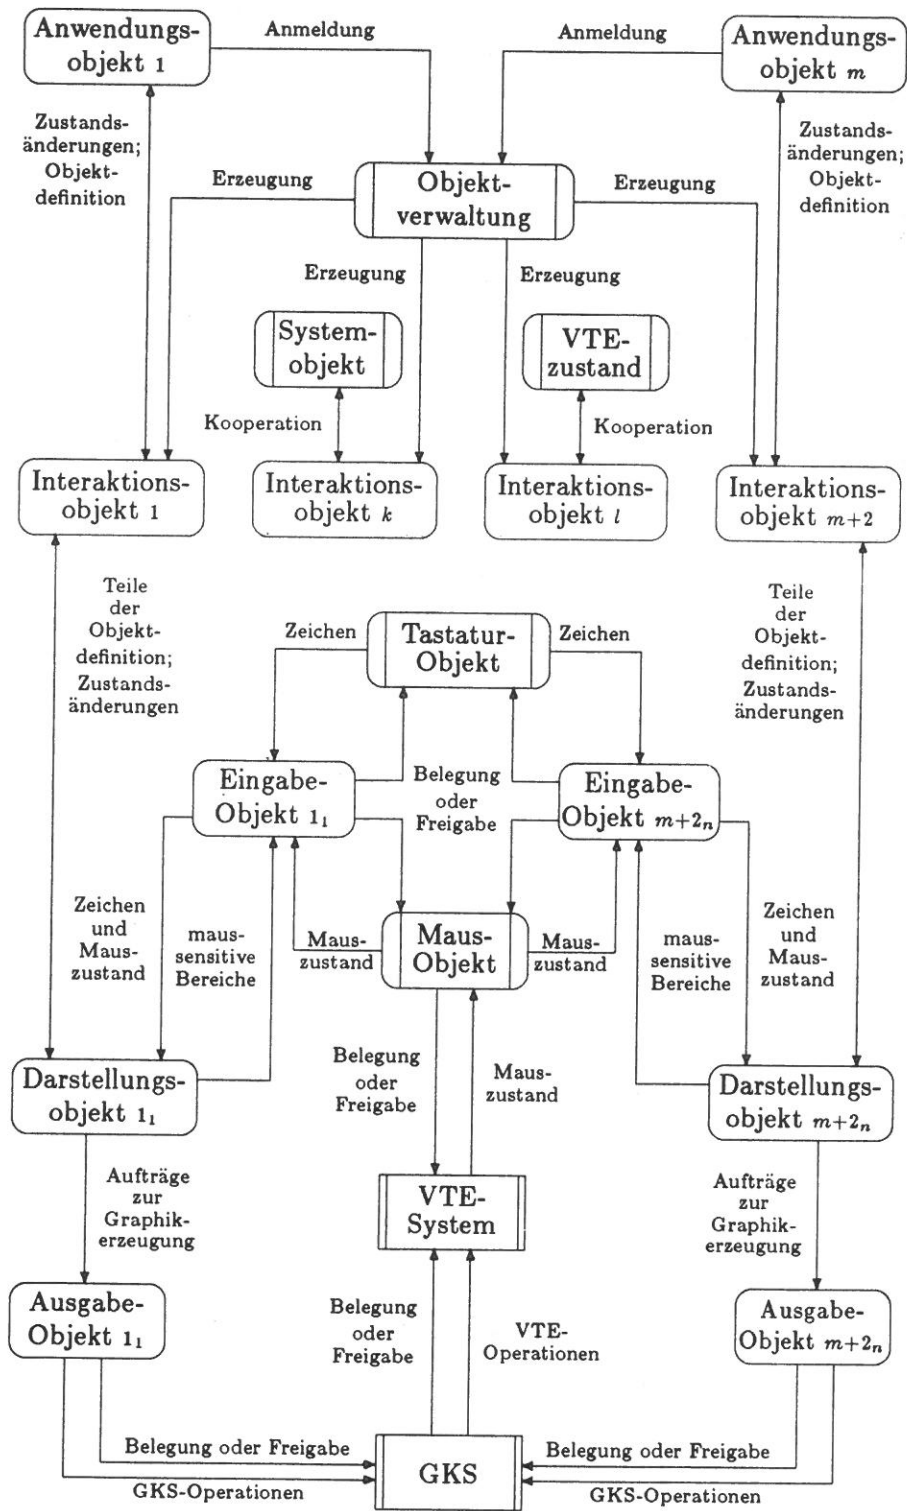 Anwendungs-
objekt 1
Anmeldung
Anmeldung
Anwendungs-
objekt m
Zustands-
änderungen;
Objekt-
definition
Zustands-
änderungen;
Objekt-
definition
Erzeugung
Objekt-
verwaltung
Erzeugung
Erzeugung
Erzeugung
System-
objekt
VTE-
zustand
Kooperation
Kooperation
Interaktions-
objekt 1
Interaktions-
objekt k
Interaktions-
objekt l
Interaktions-
objekt m+2
Teile
der
Objekt-
definition;
Zustands-
änderungen
Zeichen
Tastatur-
Objekt
Zeichen
Teile
der
Objekt-
definition;
Zustands-
änderungen
Eingabe-
Objekt 1₁
Belegung
oder
Freigabe
Eingabe-
Objekt m+2ₙ
Zeichen
und
Maus-
zustand
maus-
sensitive
Bereiche
Maus-
zustand
Maus-
Objekt
Maus-
zustand
maus-
sensitive
Bereiche
Zeichen
und
Maus-
zustand
Darstellungs-
objekt 1₁
Belegung
oder
Freigabe
Maus-
zustand
Darstellungs-
objekt m+2ₙ
Aufträge
zur
Graphik-
erzeugung
VTE-
System
Aufträge
zur
Graphik-
erzeugung
Ausgabe-
Objekt 1₁
Belegung
oder
Freigabe
VTE-
Operationen
Ausgabe-
Objekt m+2ₙ
Belegung oder Freigabe
GKS-Operationen
GKS
Belegung oder Freigabe
GKS-Operationen